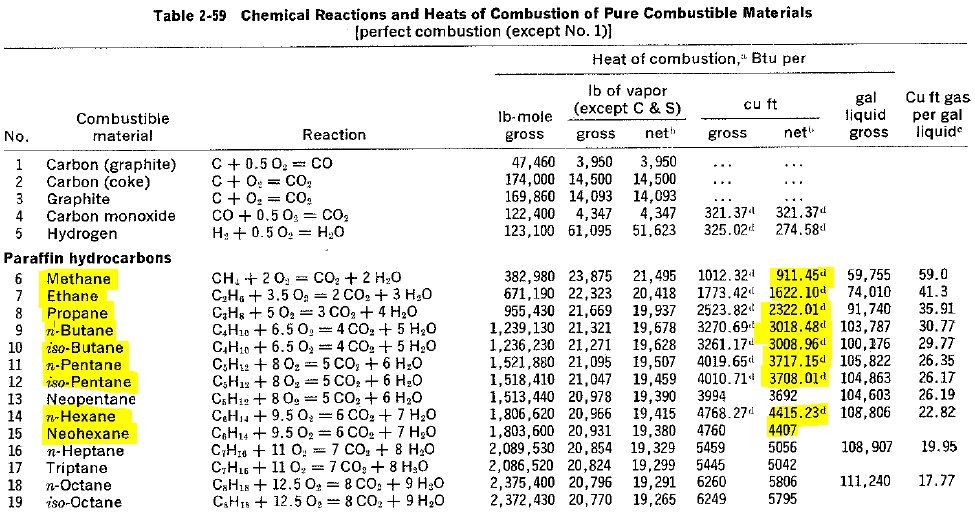 Table 2-59 Chemical Reactions and Heats of Combustion of Pure Combustible Materials
[perfect combustion (except No. 1)]
Heat of combustion,ᵃ Btu per
lb of vapor
(except C & S) cu ft gal Cu ft gas
Combustible lb-mole liquid per gal
No. material Reaction gross gross netᵇ gross netᵇ gross liquidᶜ
1 Carbon (graphite) C + 0.5 O₂ = CO 47,460 3,950 3,950 ... ...
2 Carbon (coke) C + O₂ = CO₂ 174,000 14,500 14,500 ... ...
3 Graphite C + O₂ = CO₂ 169,860 14,093 14,093 ... ...
4 Carbon monoxide CO + 0.5 O₂ = CO₂ 122,400 4,347 4,347 321.37ᵈ 321.37ᵈ
5 Hydrogen H₂ + 0.5 O₂ = H₂O 123,100 61,095 51,623 325.02ᵈ 274.58ᵈ
Paraffin hydrocarbons
6 Methane CH₄ + 2 O₂ = CO₂ + 2 H₂O 382,980 23,875 21,495 1012.32ᵈ 911.45ᵈ 59,755 59.0
7 Ethane C₂H₆ + 3.5 O₂ = 2 CO₂ + 3 H₂O 671,190 22,323 20,418 1773.42ᵈ 1622.10ᵈ 74,010 41.3
8 Propane C₃H₈ + 5 O₂ = 3 CO₂ + 4 H₂O 955,430 21,669 19,937 2523.82ᵈ 2322.01ᵈ 91,740 35.91
9 n-Butane C₄H₁₀ + 6.5 O₂ = 4 CO₂ + 5 H₂O 1,239,130 21,321 19,678 3270.69ᵈ 3018.48ᵈ 103,787 30.77
10 iso-Butane C₄H₁₀ + 6.5 O₂ = 4 CO₂ + 5 H₂O 1,236,230 21,271 19,628 3261.17ᵈ 3008.96ᵈ 100,176 29.77
11 n-Pentane C₅H₁₂ + 8 O₂ = 5 CO₂ + 6 H₂O 1,521,880 21,095 19,507 4019.65ᵈ 3717.15ᵈ 105,822 26.35
12 iso-Pentane C₅H₁₂ + 8 O₂ = 5 CO₂ + 6 H₂O 1,518,410 21,047 19,459 4010.71ᵈ 3708.01ᵈ 104,863 26.17
13 Neopentane C₅H₁₂ + 8 O₂ = 5 CO₂ + 6 H₂O 1,513,440 20,978 19,390 3994 3692 104,603 26.19
14 n-Hexane C₆H₁₄ + 9.5 O₂ = 6 CO₂ + 7 H₂O 1,806,620 20,966 19,415 4768.27ᵈ 4415.23ᵈ 108,806 22.82
15 Neohexane C₆H₁₄ + 9.5 O₂ = 6 CO₂ + 7 H₂O 1,803,600 20,931 19,380 4760 4407
16 n-Heptane C₇H₁₆ + 11 O₂ = 7 CO₂ + 8 H₂O 2,089,530 20,854 19,329 5459 5056 108,907 19.95
17 Triptane C₇H₁₆ + 11 O₂ = 7 CO₂ + 8 H₂O 2,086,520 20,824 19,299 5445 5042
18 n-Octane C₈H₁₈ + 12.5 O₂ = 8 CO₂ + 9 H₂O 2,375,400 20,796 19,291 6260 5806 111,240 17.77
19 iso-Octane C₈H₁₈ + 12.5 O₂ = 8 CO₂ + 9 H₂O 2,372,430 20,770 19,265 6249 5795